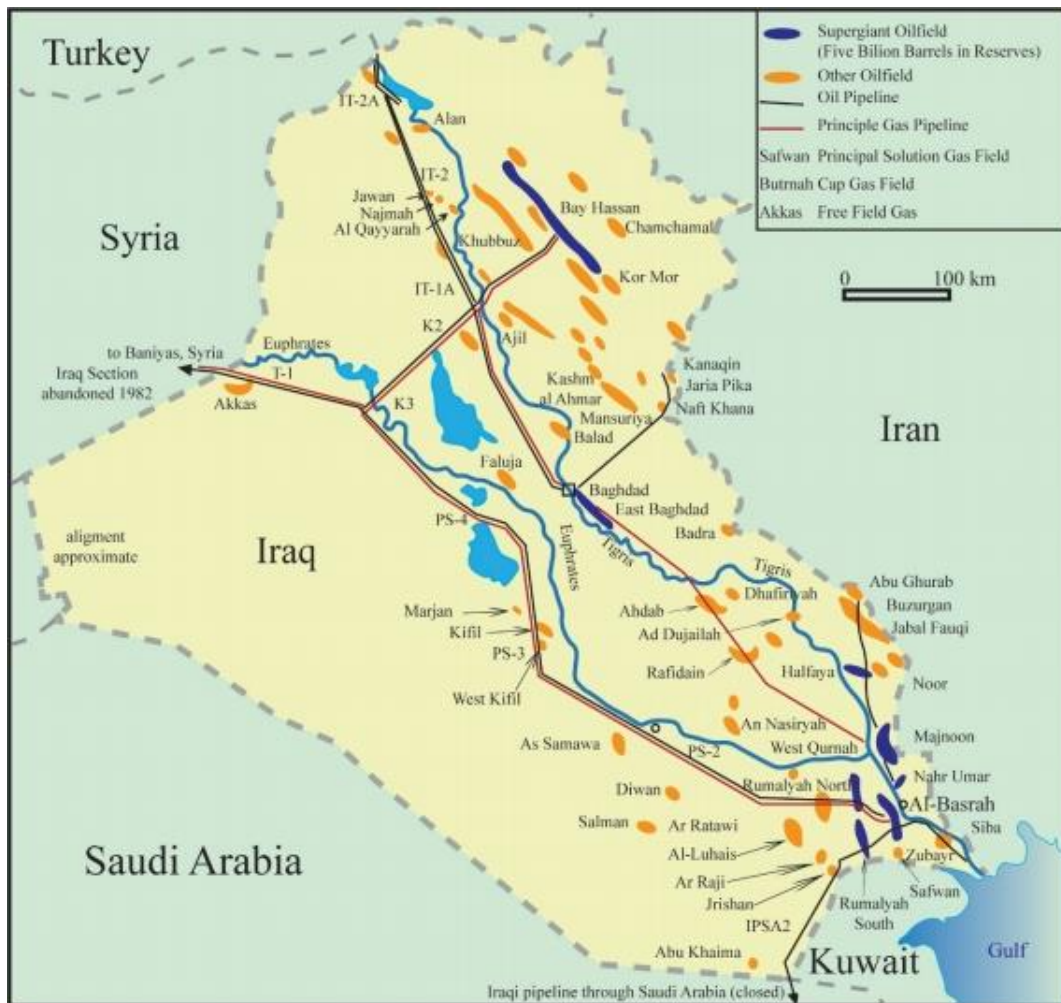 Turkey
Syria
Iraq
Iran
Saudi Arabia
Kuwait
Gulf
Supergiant Oilfield
(Five Bilion Barrels in Reserves)
Other Oilfield
Oil Pipeline
Principle Gas Pipeline
Safwan Principal Solution Gas Field
Butrnah Cup Gas Field
Akkas Free Field Gas
0 100 km
IT-2A
Alan
IT-2
Jawan
Najmah
Al Qayyarah
Khubbuz
Bay Hassan
Chamchamal
Kor Mor
IT-1A
K2
Ajil
to Baniyas, Syria
Iraq Section
abandoned 1982
Euphrates
T-1
Akkas
K3
Kashm
al Ahmar
Mansuriya
Balad
Kanaqin
Jaria Pika
Naft Khana
Faluja
Baghdad
East Baghdad
PS-4
aligment
approximate
Euphrates
Tigris
Badra
Tigris
Dhafiriyah
Ahdab
Ad Dujailah
Rafidain
Abu Ghurab
Buzurgan
Jabal Fauqi
Halfaya
Noor
Marjan
Kifil
PS-3
West Kifil
As Samawa
PS-2
An Nasiryah
West Qurnah
Majnoon
Nahr Umar
Rumalyah North
Al-Basrah
Siba
Diwan
Salman
Ar Ratawi
Al-Luhais
Ar Raji
Jrishan
Zubayr
Safwan
Rumalyah
South
IPSA2
Abu Khaima
Iraqi pipeline through Saudi Arabia (closed)